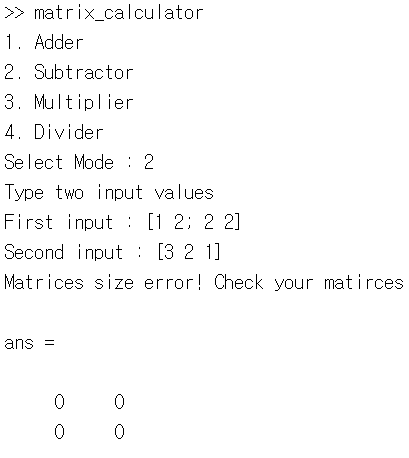 >> matrix_calculator
1. Adder
2. Subtractor
3. Multiplier
4. Divider
Select Mode : 2
Type two input values
First input : [1 2; 2 2]
Second input : [3 2 1]
Matrices size error! Check your matirces
ans =
0 0
0 0